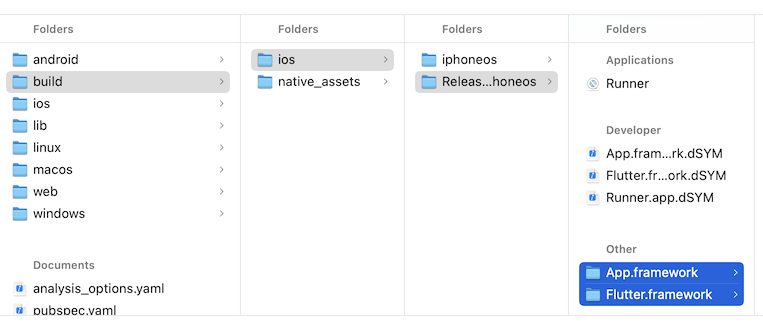 Folders
android
build
ios
lib
linux
macos
web
windows
Documents
analysis_options.yaml
pubspec.yaml
Folders
ios
native_assets
Folders
iphoneos
Releas...honeos
Folders
Applications
Runner
Developer
App.fram...rk.dSYM
Flutter.fr...ork.dSYM
Runner.app.dSYM
Other
App.framework
Flutter.framework